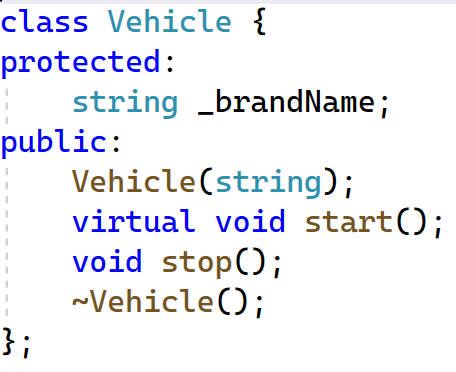 class Vehicle {
protected:
    string _brandName;
public:
    Vehicle(string);
    virtual void start();
    void stop();
    ~Vehicle();
};